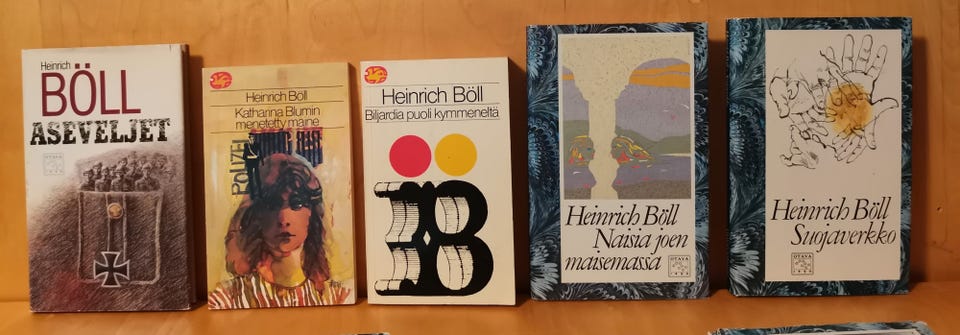 Heinrich
BÖLL
ASEVELJET
Heinrich Böll
Katharina Blumin
menetetty maine
POLIZEI
Heinrich Böll
Biljardia puoli kymmeneltä
B
Heinrich Böll
Naisia joen
maisemassa
OTAVA
Heinrich Böll
Suojaverkko
OTAVA